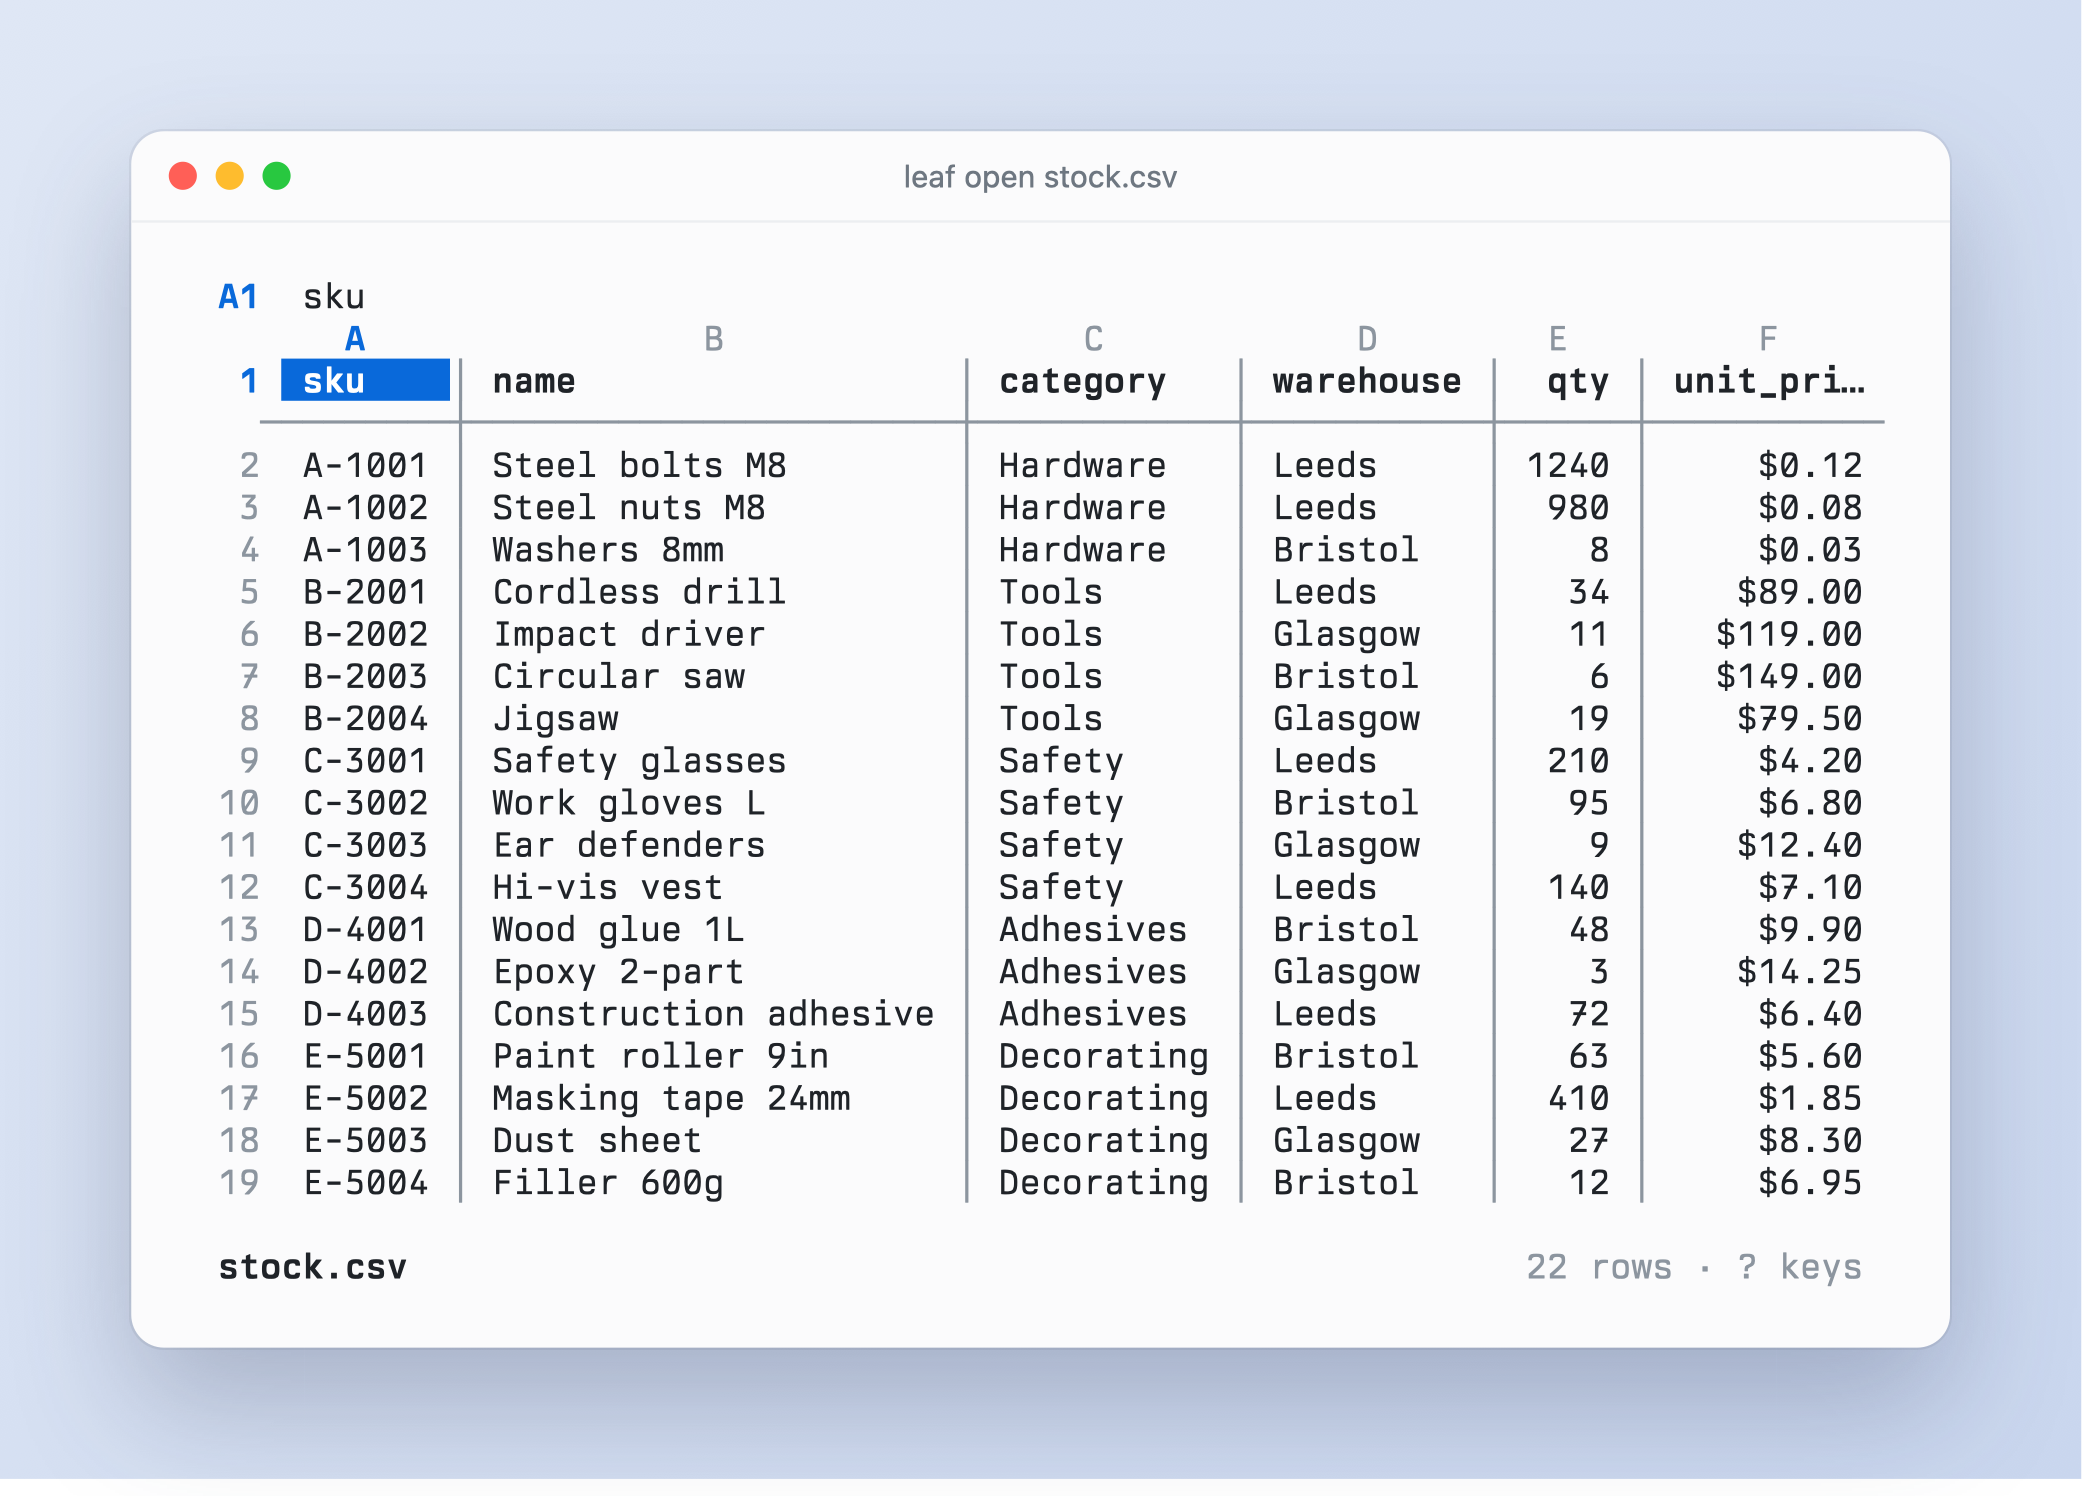 leaf open stock.csv
A1 sku
A B C D E F
1 sku name category warehouse qty unit_pri…
2 A-1001 Steel bolts M8 Hardware Leeds 1240 $0.12
3 A-1002 Steel nuts M8 Hardware Leeds 980 $0.08
4 A-1003 Washers 8mm Hardware Bristol 8 $0.03
5 B-2001 Cordless drill Tools Leeds 34 $89.00
6 B-2002 Impact driver Tools Glasgow 11 $119.00
7 B-2003 Circular saw Tools Bristol 6 $149.00
8 B-2004 Jigsaw Tools Glasgow 19 $79.50
9 C-3001 Safety glasses Safety Leeds 210 $4.20
10 C-3002 Work gloves L Safety Bristol 95 $6.80
11 C-3003 Ear defenders Safety Glasgow 9 $12.40
12 C-3004 Hi-vis vest Safety Leeds 140 $7.10
13 D-4001 Wood glue 1L Adhesives Bristol 48 $9.90
14 D-4002 Epoxy 2-part Adhesives Glasgow 3 $14.25
15 D-4003 Construction adhesive Adhesives Leeds 72 $6.40
16 E-5001 Paint roller 9in Decorating Bristol 63 $5.60
17 E-5002 Masking tape 24mm Decorating Leeds 410 $1.85
18 E-5003 Dust sheet Decorating Glasgow 27 $8.30
19 E-5004 Filler 600g Decorating Bristol 12 $6.95
stock.csv 22 rows · ? keys